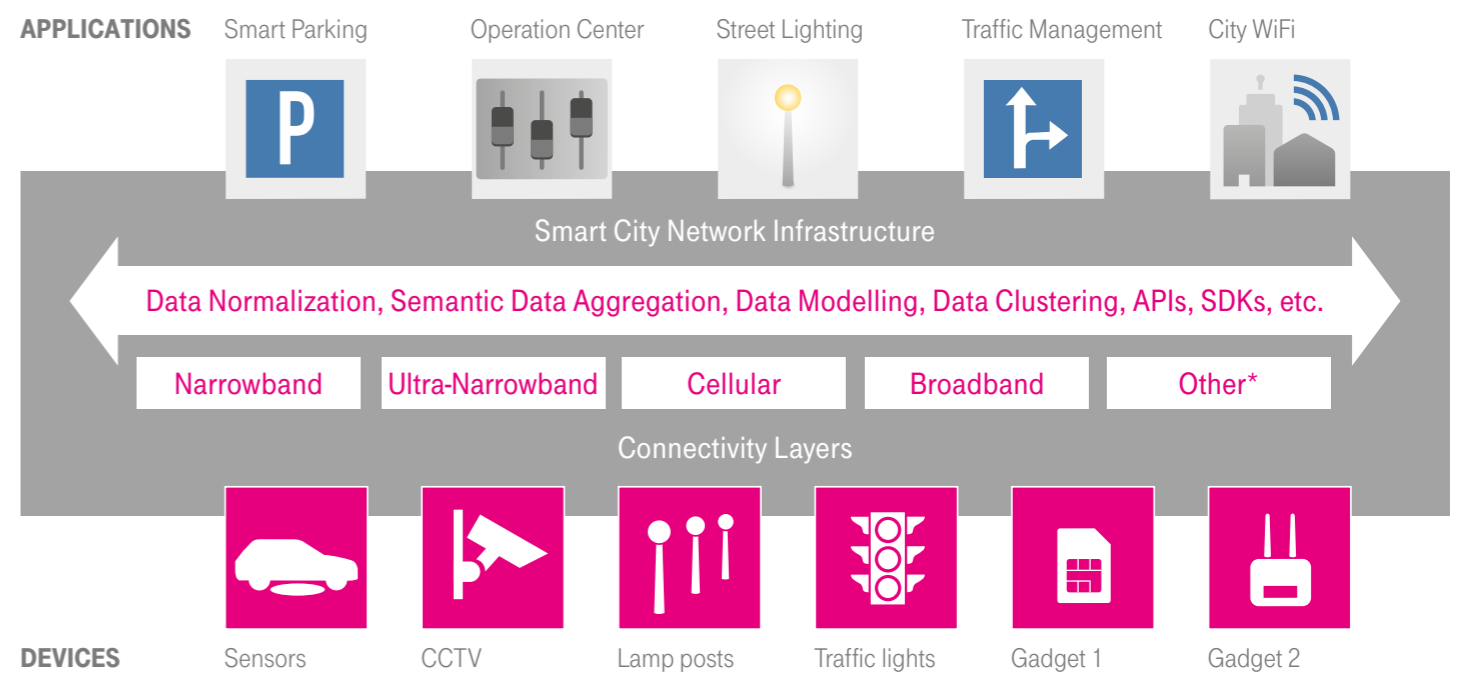 APPLICATIONS Smart Parking Operation Center Street Lighting Traffic Management City WiFi
P
Smart City Network Infrastructure
Data Normalization, Semantic Data Aggregation, Data Modelling, Data Clustering, APIs, SDKs, etc.
Narrowband Ultra-Narrowband Cellular Broadband Other*
Connectivity Layers
DEVICES Sensors CCTV Lamp posts Traffic lights Gadget 1 Gadget 2